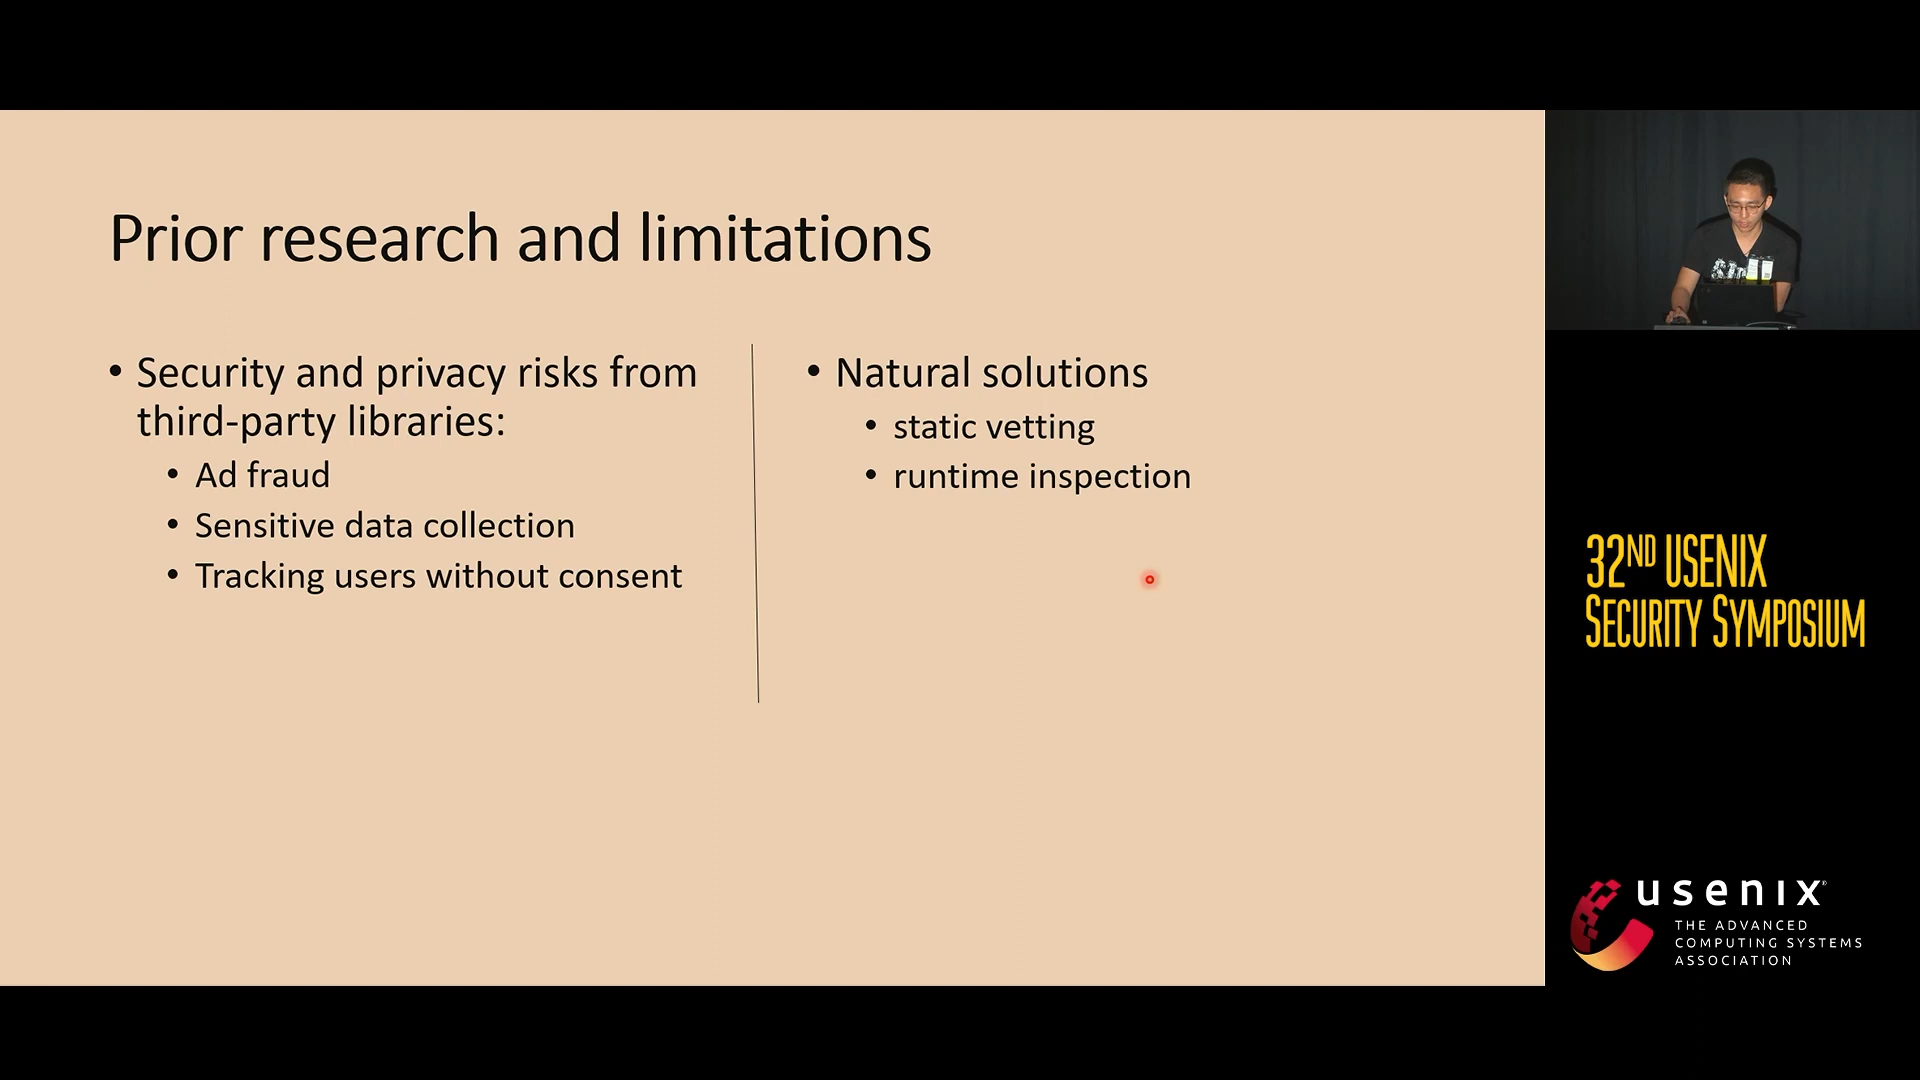 Prior research and limitations
• Security and privacy risks from
third-party libraries:
• Ad fraud
• Sensitive data collection
• Tracking users without consent
• Natural solutions
• static vetting
• runtime inspection
32ND USENIX
SECURITY SYMPOSIUM
usenix®
THE ADVANCED
COMPUTING SYSTEMS
ASSOCIATION